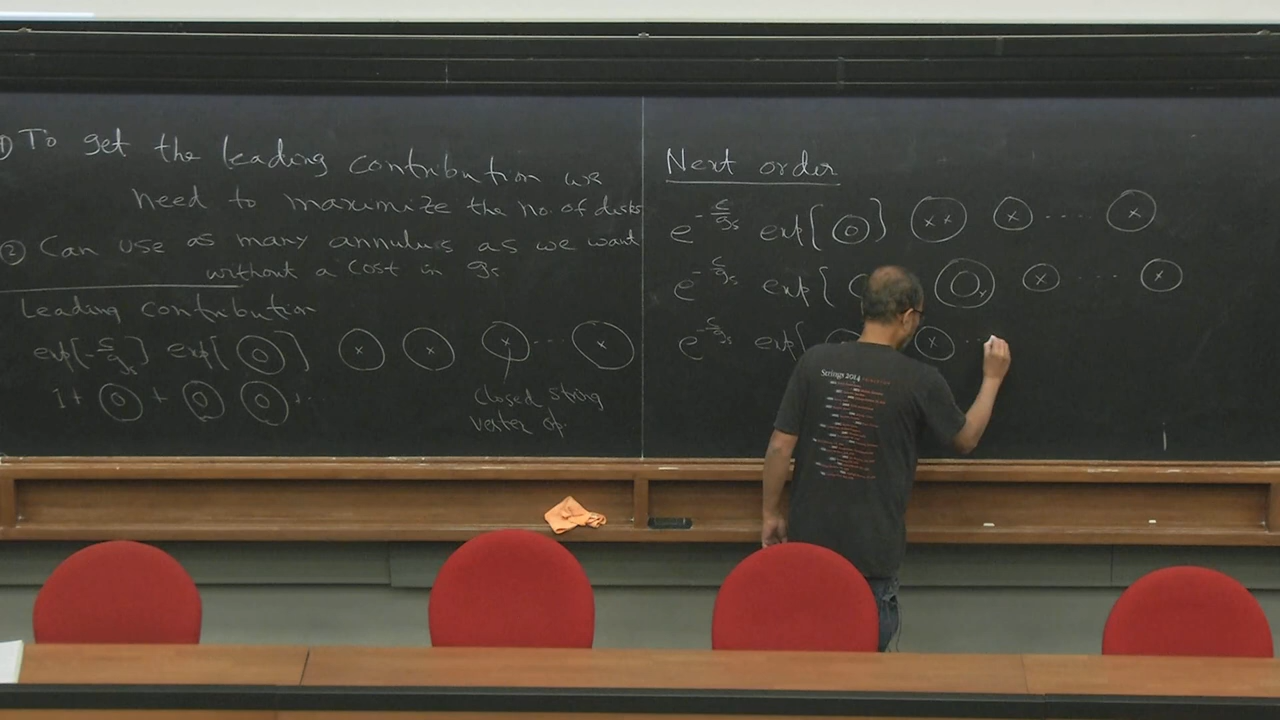 ① To get the leading contribution we
need to maximize the no. of disks
② Can use as many annulus as we want
without a cost in gs
Leading contribution
exp[-c/gs] exp[◎] ⊗ ⊗ ⊗ ... ⊗
1 + ◎ + ◎ ◎ ...
closed string
vertex op.
Next order
e^{-c/gs} exp{◎} (××) ⊗ .... ⊗
e^{-c/gs} exp{ (○×) ⊗ ... ⊗
e^{-c/gs} exp{ ⊗ ...
Strings 2014 PRINCETON